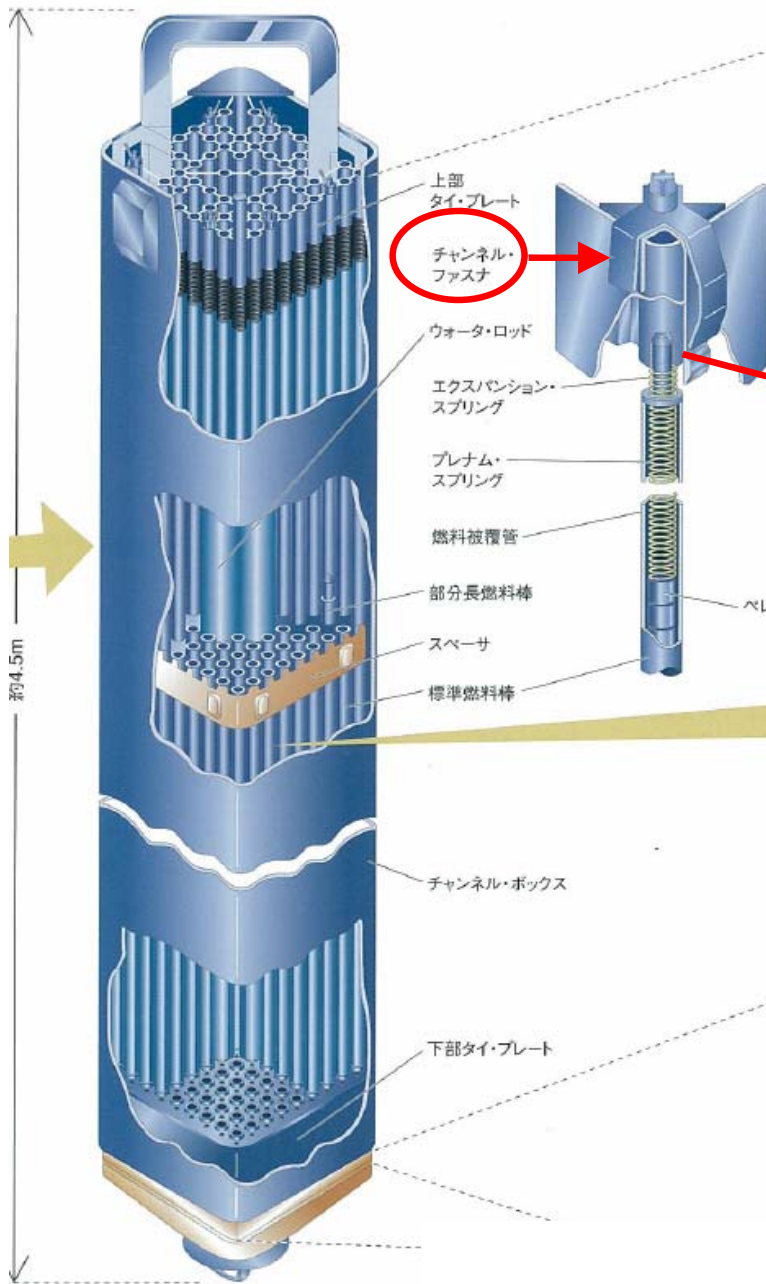 上部
タイ・プレート
チャンネル・
ファスナ
ウォータ・ロッド
エクスパンション・
スプリング
プレナム・
スプリング
燃料被覆管
部分長燃料棒
ペレ
スペーサ
標準燃料棒
約4.5m
チャンネル・ボックス
下部タイ・プレート